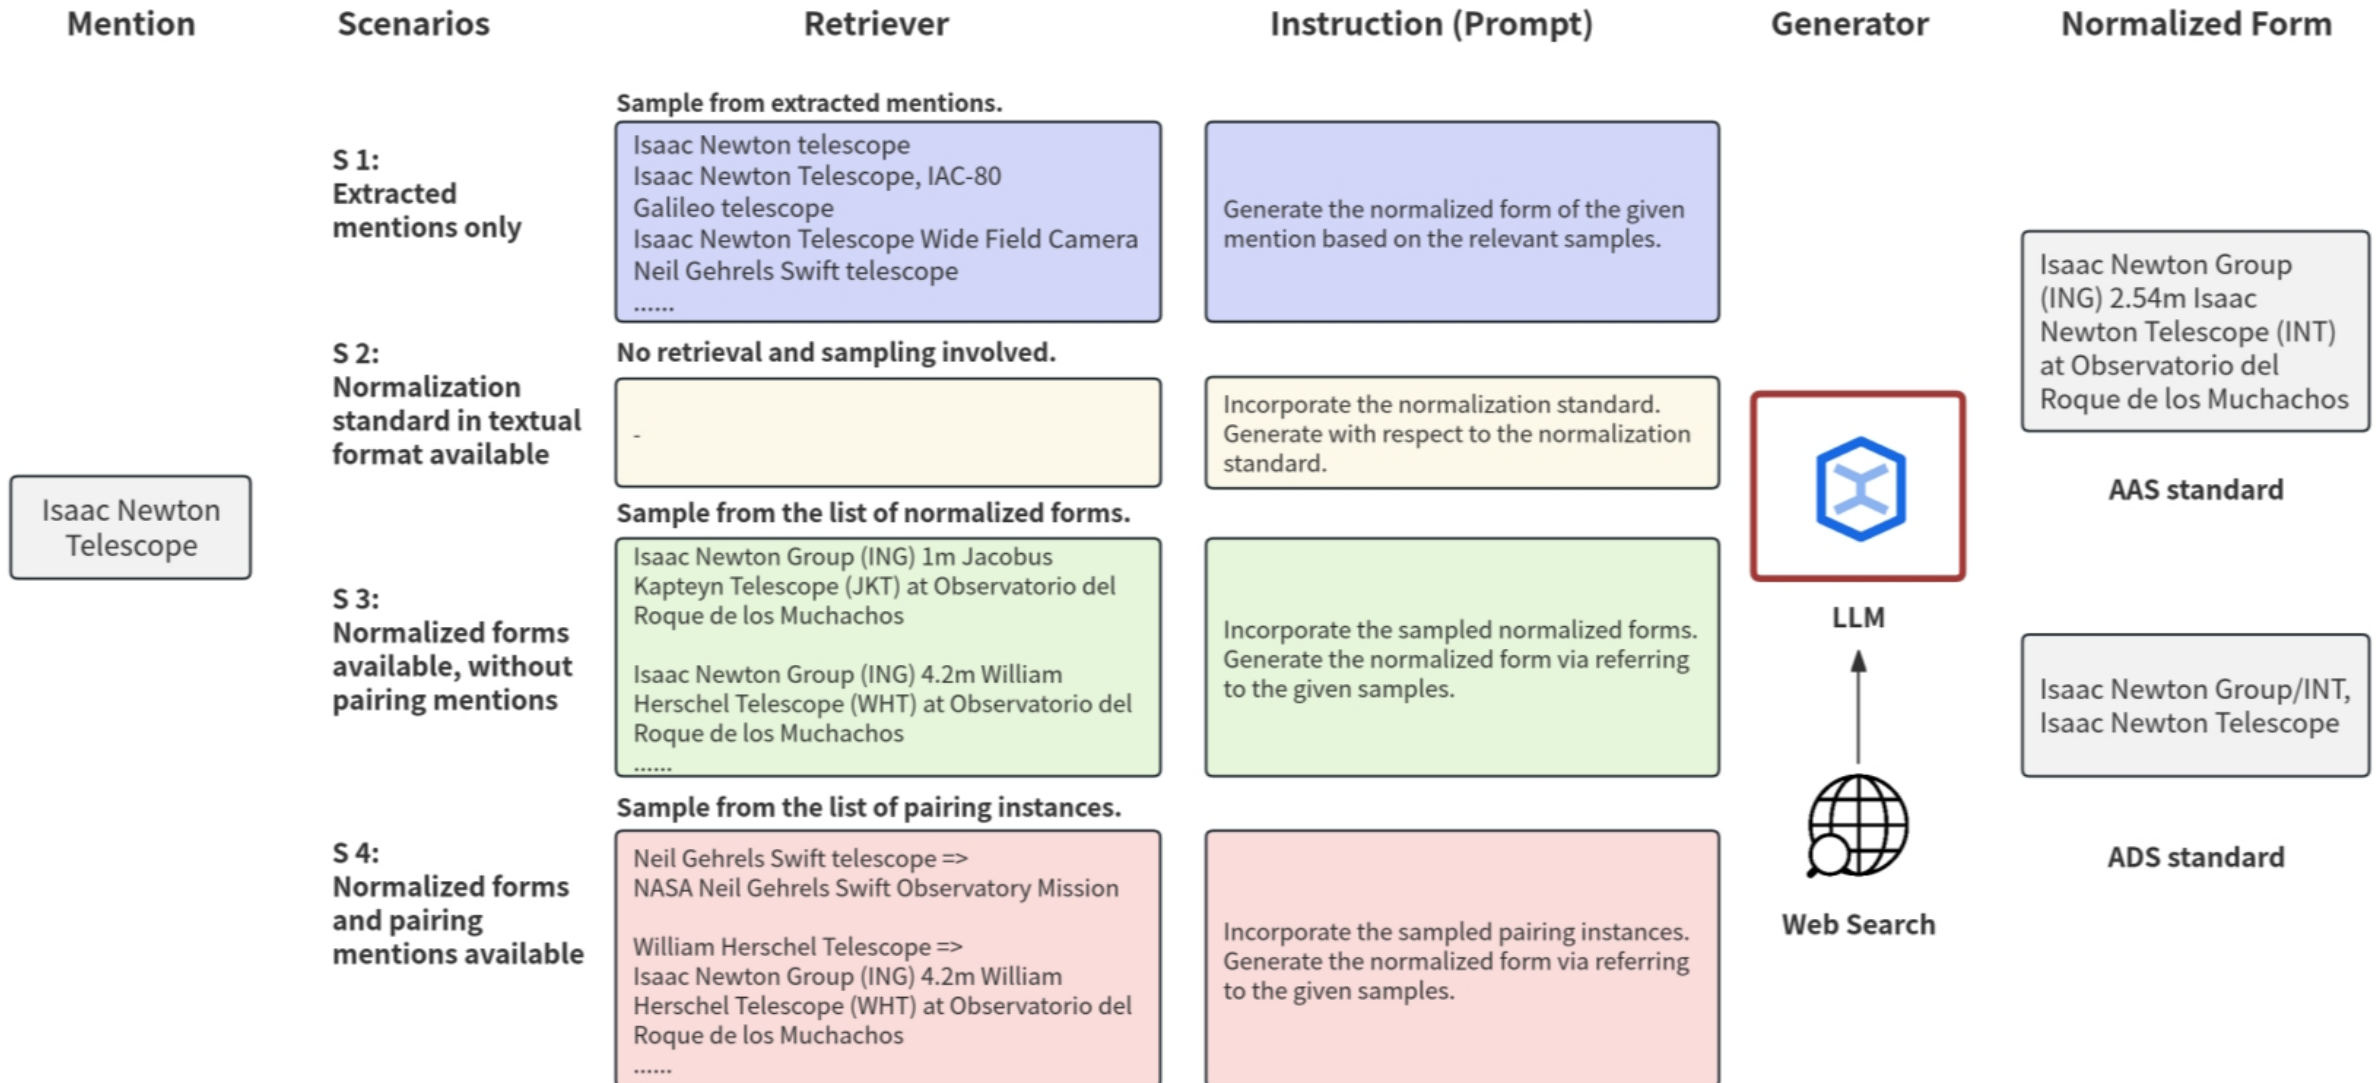 Mention
Scenarios
Retriever
Instruction (Prompt)
Generator
Normalized Form
Isaac Newton
Telescope
S 1:
Extracted
mentions only
Sample from extracted mentions.
Isaac Newton telescope
Isaac Newton Telescope, IAC-80
Galileo telescope
Isaac Newton Telescope Wide Field Camera
Neil Gehrels Swift telescope
......
Generate the normalized form of the given
mention based on the relevant samples.
S 2:
Normalization
standard in textual
format available
No retrieval and sampling involved.
-
Incorporate the normalization standard.
Generate with respect to the normalization
standard.
S 3:
Normalized forms
available, without
pairing mentions
Sample from the list of normalized forms.
Isaac Newton Group (ING) 1m Jacobus
Kapteyn Telescope (JKT) at Observatorio del
Roque de los Muchachos
Isaac Newton Group (ING) 4.2m William
Herschel Telescope (WHT) at Observatorio del
Roque de los Muchachos
......
Incorporate the sampled normalized forms.
Generate the normalized form via referring
to the given samples.
S 4:
Normalized forms
and pairing
mentions available
Sample from the list of pairing instances.
Neil Gehrels Swift telescope =>
NASA Neil Gehrels Swift Observatory Mission
William Herschel Telescope =>
Isaac Newton Group (ING) 4.2m William
Herschel Telescope (WHT) at Observatorio del
Roque de los Muchachos
......
Incorporate the sampled pairing instances.
Generate the normalized form via referring
to the given samples.
LLM
Web Search
Isaac Newton Group
(ING) 2.54m Isaac
Newton Telescope (INT)
at Observatorio del
Roque de los Muchachos
AAS standard
Isaac Newton Group/INT,
Isaac Newton Telescope
ADS standard